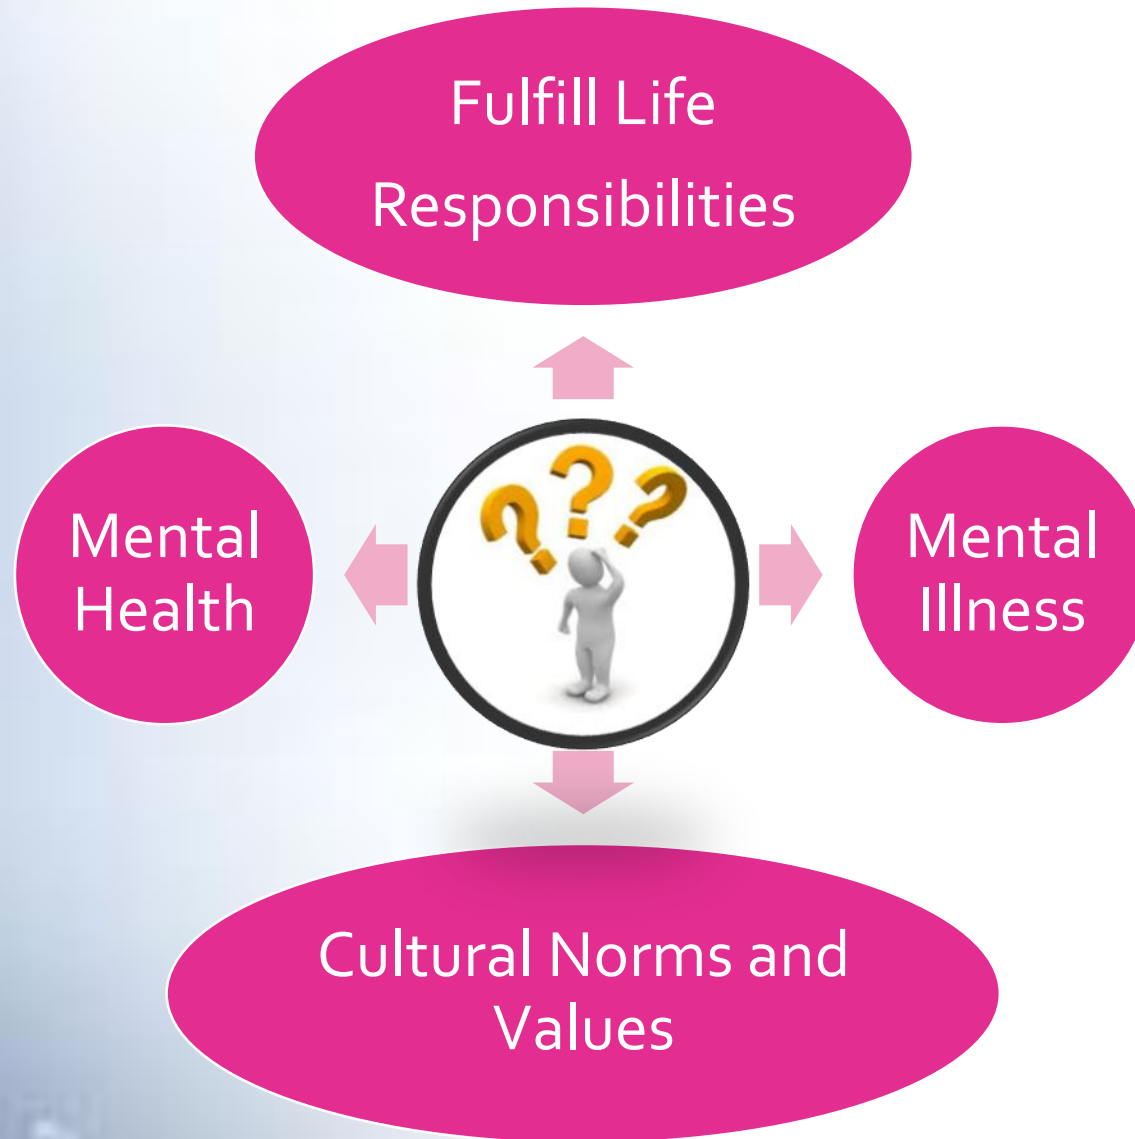 Fulfill Life
Responsibilities
Mental
Health
Mental
Illness
Cultural Norms and
Values